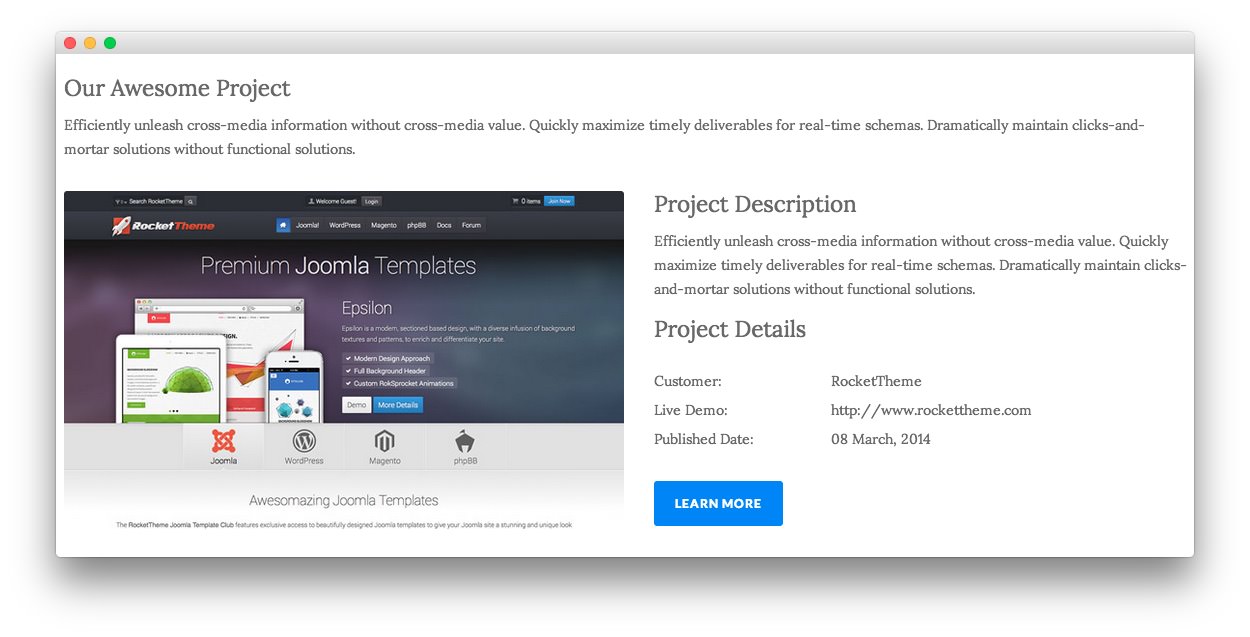 Our Awesome Project
Efficiently unleash cross-media information without cross-media value. Quickly maximize timely deliverables for real-time schemas. Dramatically maintain clicks-and-
mortar solutions without functional solutions.
Search RocketTheme
Welcome Guest! Login
0 items Join Now
RocketTheme
Joomla! WordPress Magento phpBB Docs Forum
Premium Joomla Templates
Epsilon
Epsilon is a modern, sectioned based design, with a diverse infusion of background
textures and patterns, to enrich and differentiate your site.
Modern Design Approach
Full Background Header
Custom RokSprocket Animations
Demo More Details
Joomla WordPress Magento phpBB
Awesomazing Joomla Templates
The RocketTheme Joomla Template Club features exclusive access to beautifully designed Joomla templates to give your Joomla site a stunning and unique look
Project Description
Efficiently unleash cross-media information without cross-media value. Quickly
maximize timely deliverables for real-time schemas. Dramatically maintain clicks-
and-mortar solutions without functional solutions.
Project Details
Customer: RocketTheme
Live Demo: http://www.rockettheme.com
Published Date: 08 March, 2014
LEARN MORE